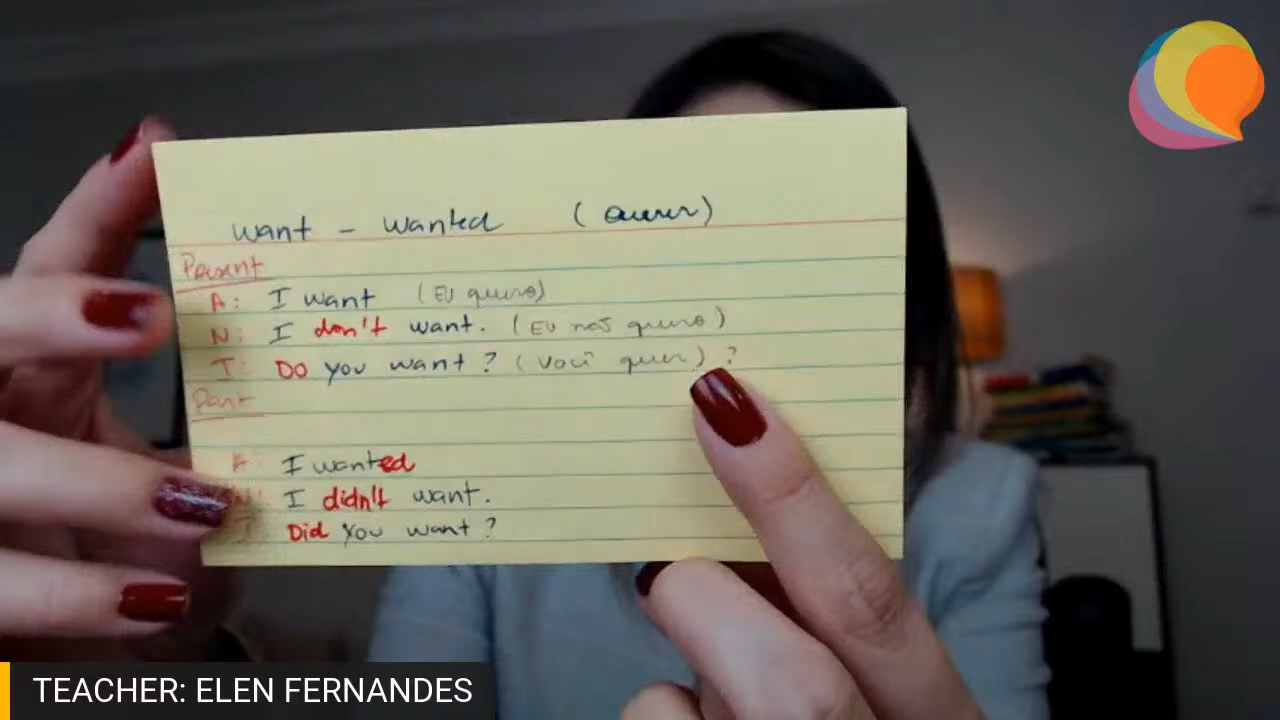 want - wanted (querer)
Present
A: I want (Eu quero)
N: I don't want. (Eu não quero)
I: Do you want? (você quer) ?
Past
A: I wanted
N: I didn't want.
Did you want?
TEACHER: ELEN FERNANDES